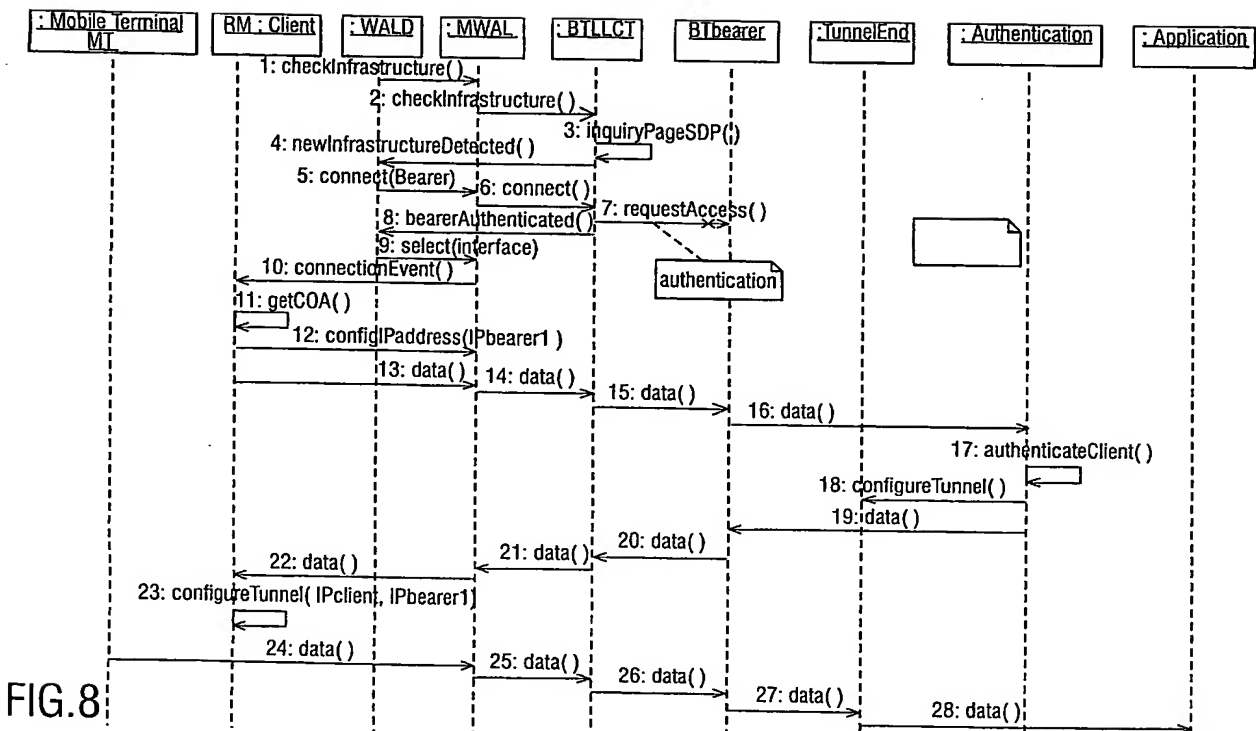 : Mobile Terminal
MT
RM : Client
: WALD
: MWAL
: BTLLCT
BTbearer
:TunnelEnd
: Authentication
: Application
1: checkInfrastructure( )
2: checkInfrastructure( )
3: inquiryPageSDP( )
4: newInfrastructureDetected( )
5: connect(Bearer)
6: connect( )
7: requestAccess( )
8: bearerAuthenticated( )
9: select(interface)
10: connectionEvent( )
authentication
11: getCOA( )
12: configIPaddress(IPbearer1 )
13: data( )
14: data( )
15: data( )
16: data( )
17: authenticateClient( )
18: configureTunnel( )
19: data( )
20: data( )
21: data( )
22: data( )
23: configureTunnel( IPclient, IPbearer1)
24: data( )
25: data( )
26: data( )
27: data( )
28: data( )
FIG.8